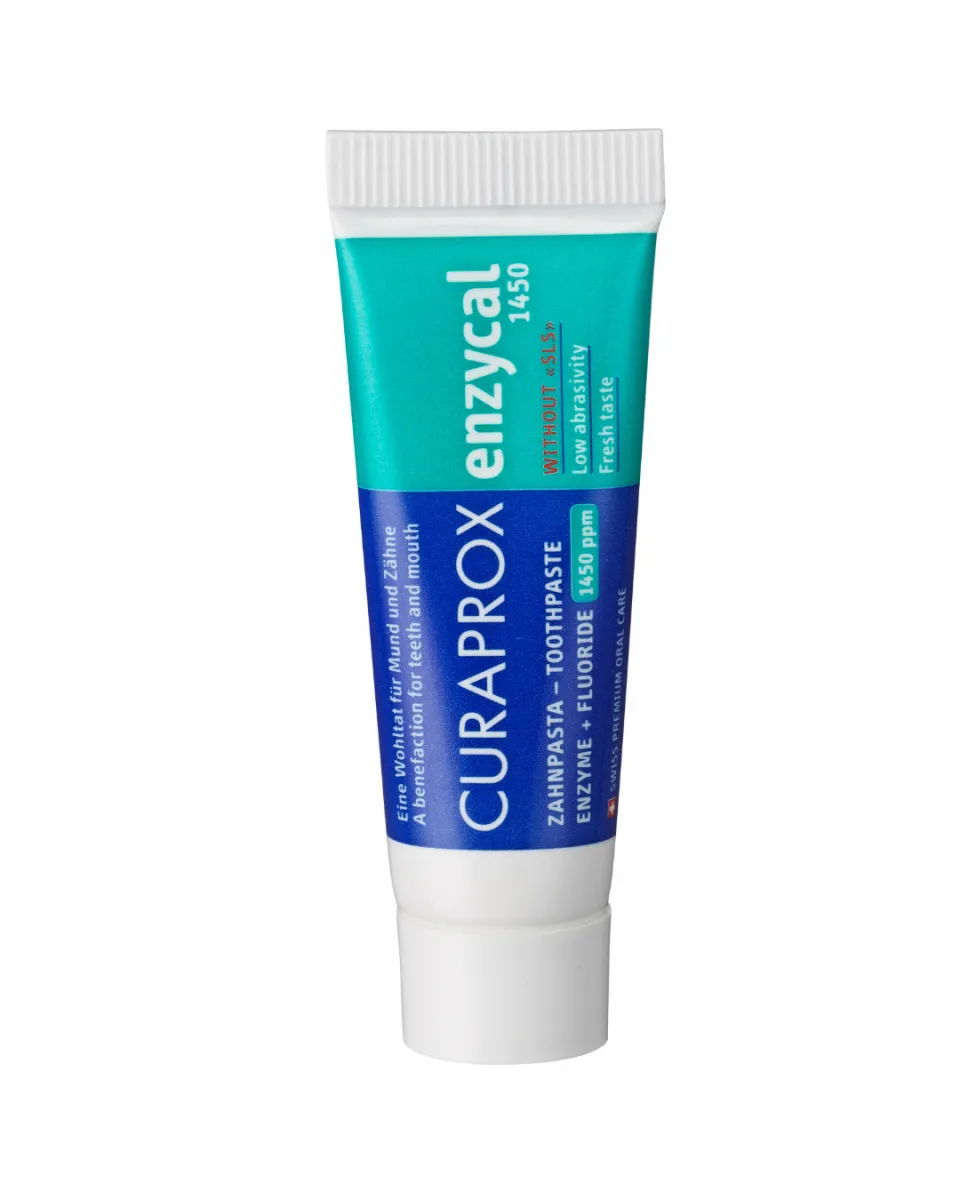 Eine Wohltat für Mund und Zähne
A benefaction for teeth and mouth
CURAPROX enzycal
1450
WITHOUT «SLS»
Low abrasivity
Fresh taste
ZAHNPASTA – TOOTHPASTE
ENZYME + FLUORIDE 1450 ppm
SWISS PREMIUM ORAL CARE